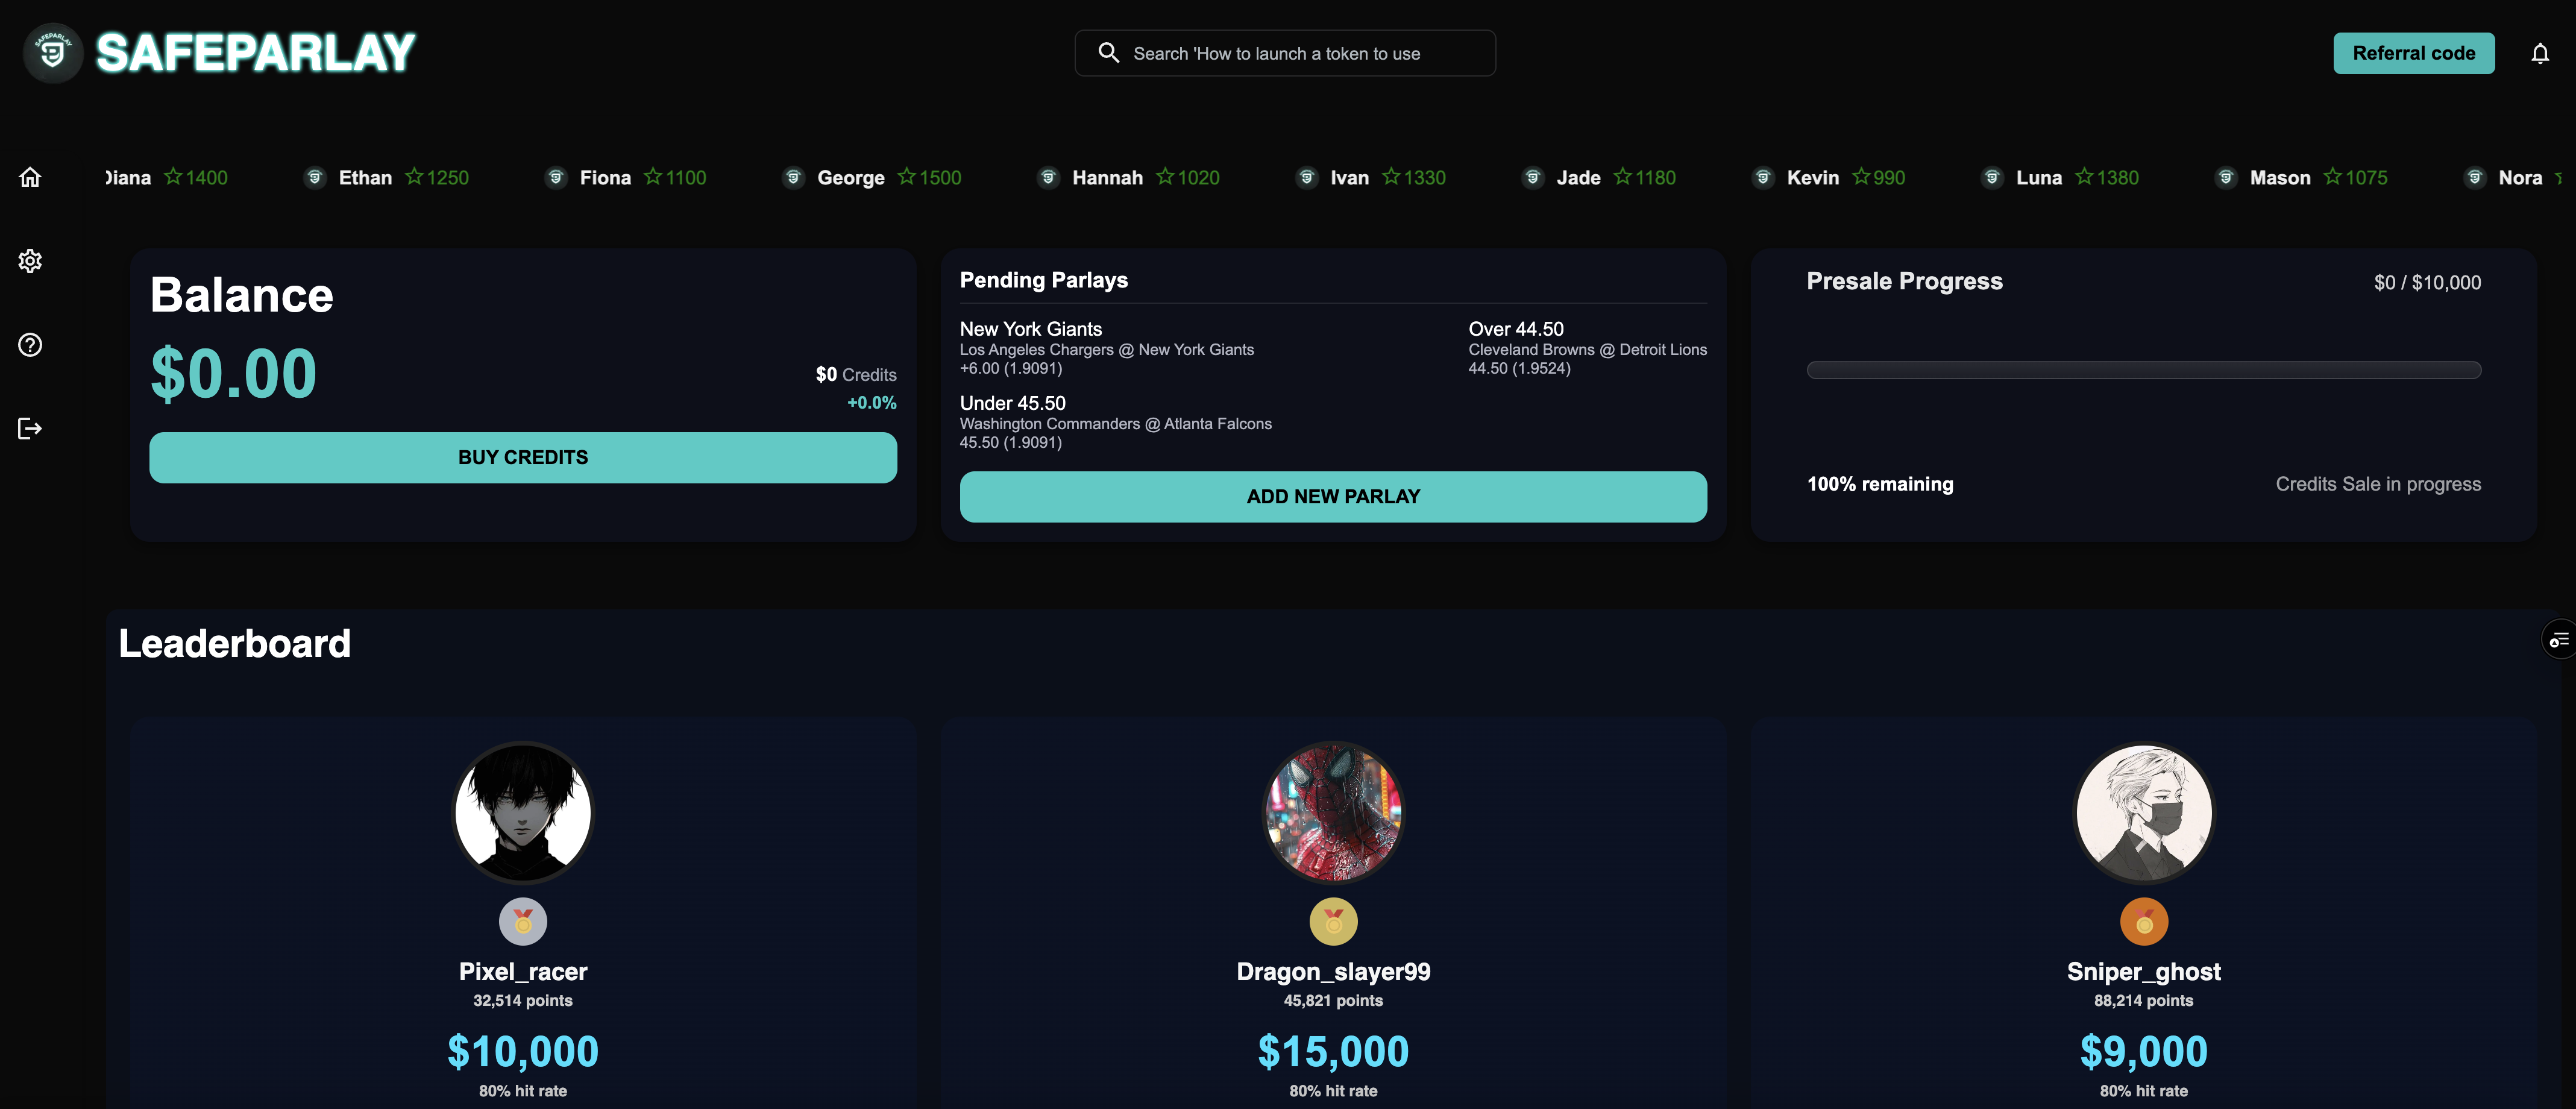 SAFEPARLAY
SAFEPARLAY
Search 'How to launch a token to use
Referral code
Diana ☆1400 Ethan ☆1250 Fiona ☆1100 George ☆1500 Hannah ☆1020 Ivan ☆1330 Jade ☆1180 Kevin ☆990 Luna ☆1380 Mason ☆1075 Nora
Balance
$0.00
$0 Credits
+0.0%
BUY CREDITS
Pending Parlays
New York Giants
Los Angeles Chargers @ New York Giants
+6.00 (1.9091)
Over 44.50
Cleveland Browns @ Detroit Lions
44.50 (1.9524)
Under 45.50
Washington Commanders @ Atlanta Falcons
45.50 (1.9091)
ADD NEW PARLAY
Presale Progress
$0 / $10,000
100% remaining
Credits Sale in progress
Leaderboard
Pixel_racer
32,514 points
$10,000
80% hit rate
Dragon_slayer99
45,821 points
$15,000
80% hit rate
Sniper_ghost
88,214 points
$9,000
80% hit rate